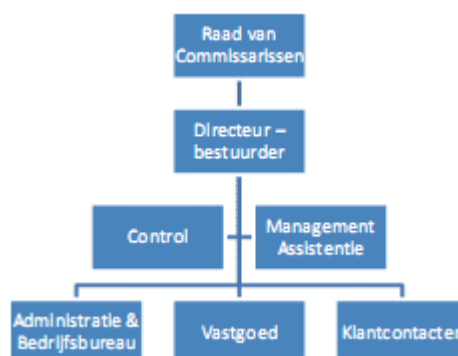 Raad van
Commissarissen
Directeur –
bestuurder
Control
Management
Assistentie
Administratie &
Bedrijfsbureau
Vastgoed
Klantcontacten